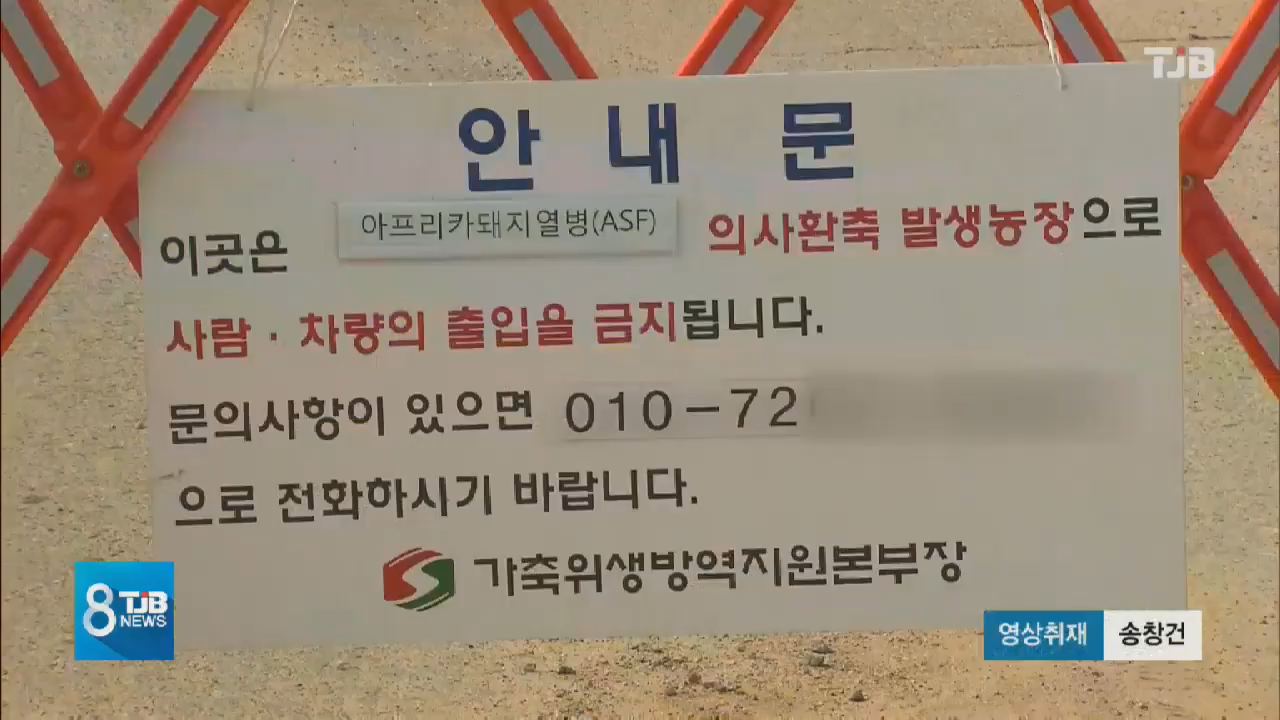 TJB
안내문
이곳은 아프리카돼지열병(ASF) 의사환축 발생농장으로
사람·차량의 출입을 금지됩니다.
문의사항이 있으면 010-72
으로 전화하시기 바랍니다.
가축위생방역지원본부장
8 TJB NEWS
영상취재 송창건